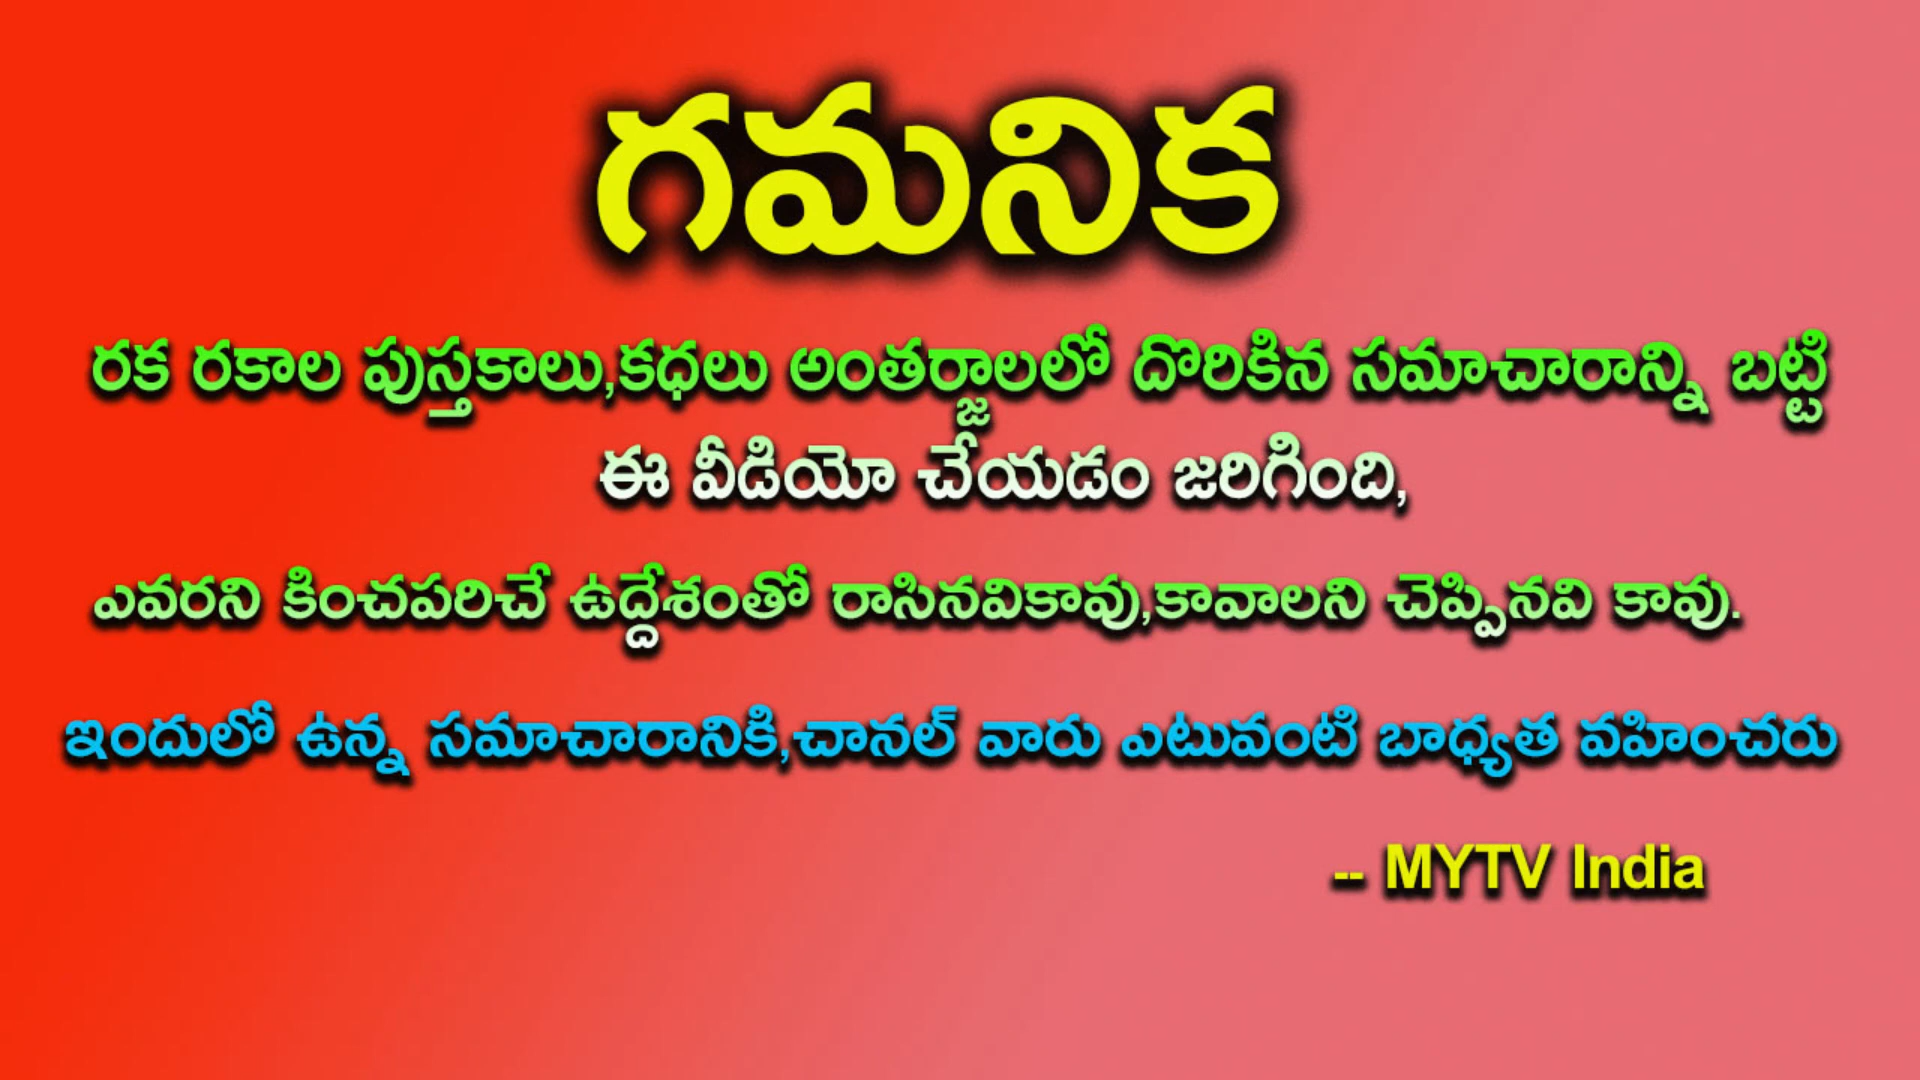 గమనిక
రక రకాల పుస్తకాలు,కధలు అంతర్జాలలో దొరికిన సమాచారాన్ని బట్టి
ఈ వీడియో చేయడం జరిగింది,
ఎవరని కించపరిచే ఉద్దేశంతో రాసినవికావు,కావాలని చెప్పినవి కావు.
ఇందులో ఉన్న సమాచారానికి,చానల్ వారు ఎటువంటి బాధ్యత వహించరు
-- MYTV India